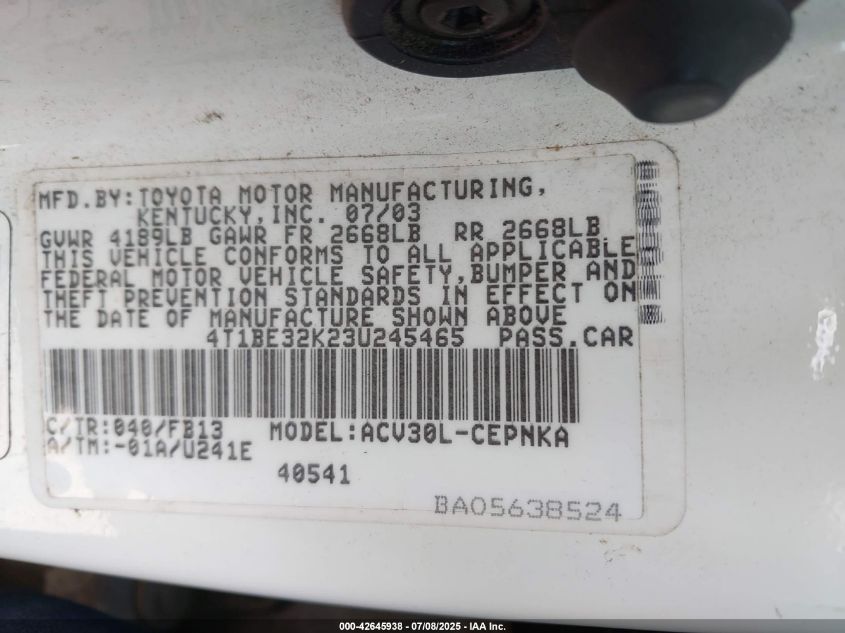 MFD.BY:TOYOTA MOTOR MANUFACTURING,
KENTUCKY,INC. 07/03
GVWR 4189LB GAWR FR 2668LB RR 2668LB
THIS VEHICLE CONFORMS TO ALL APPLICABLE
FEDERAL MOTOR VEHICLE SAFETY,BUMPER AND
THEFT PREVENTION STANDARDS IN EFFECT ON
THE DATE OF MANUFACTURE SHOWN ABOVE
4T1BE32K23U245465 PASS.CAR
C/TR:040/FB13 MODEL:ACV30L-CEPNKA
A/TM:-01A/U241E
40541
BA05638524
000-42645938 - 07/08/2025 - IAA Inc.